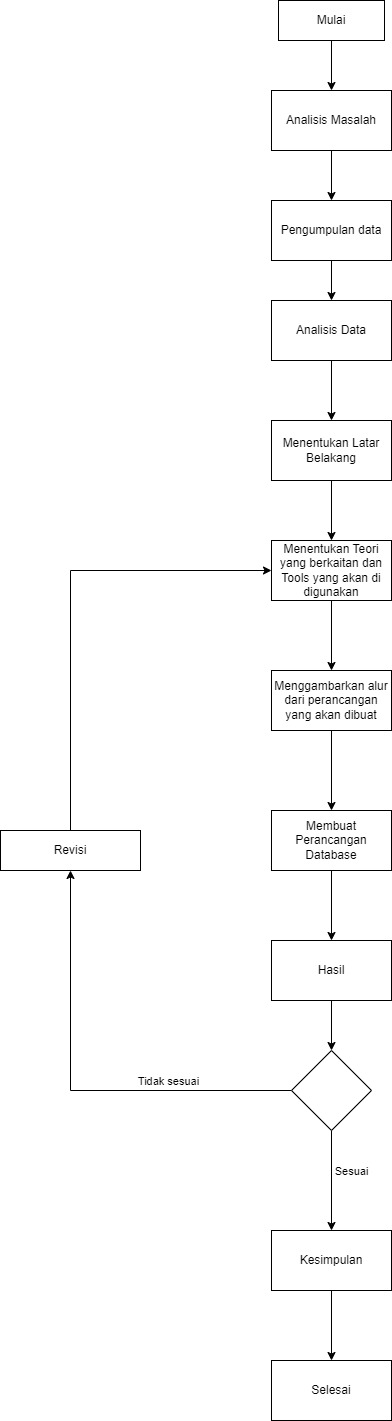 Mulai
Analisis Masalah
Pengumpulan data
Analisis Data
Menentukan Latar
Belakang
Menentukan Teori
yang berkaitan dan
Tools yang akan di
digunakan
Menggambarkan alur
dari perancangan
yang akan dibuat
Membuat
Perancangan
Database
Revisi
Hasil
Tidak sesuai
Sesuai
Kesimpulan
Selesai